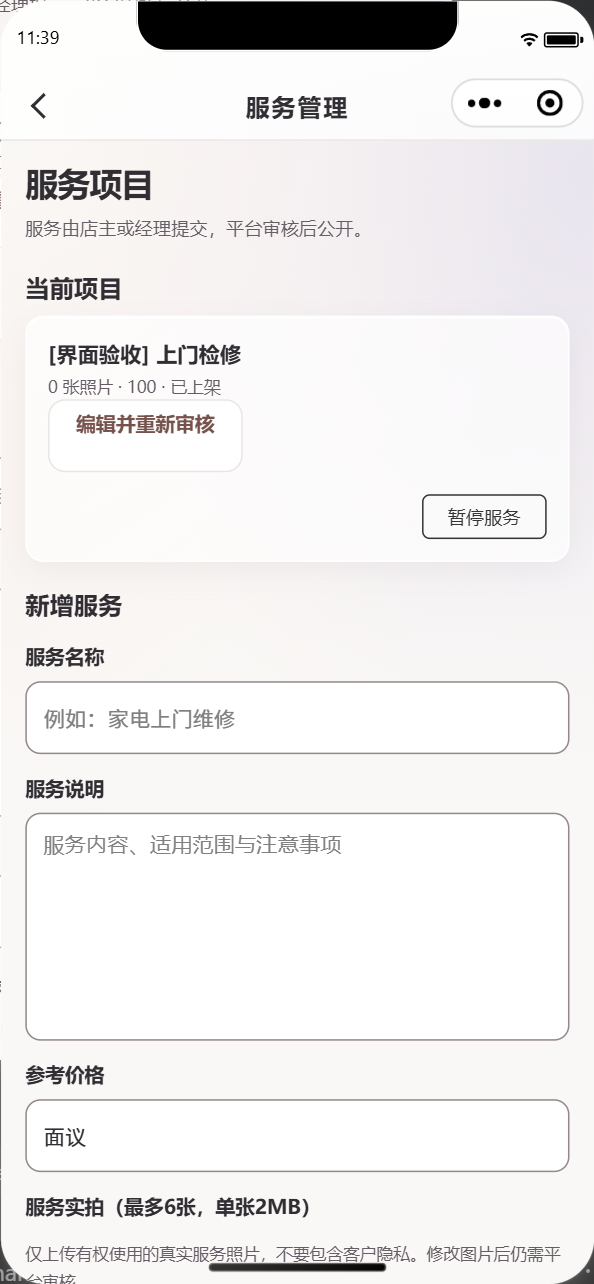 11:39
服务管理
服务项目
服务由店主或经理提交，平台审核后公开。
当前项目
[界面验收] 上门检修
0 张照片 · 100 · 已上架
编辑并重新审核
暂停服务
新增服务
服务名称
例如：家电上门维修
服务说明
服务内容、适用范围与注意事项
参考价格
面议
服务实拍（最多6张，单张2MB）
仅上传有权使用的真实服务照片，不要包含客户隐私。修改图片后仍需平
台审核